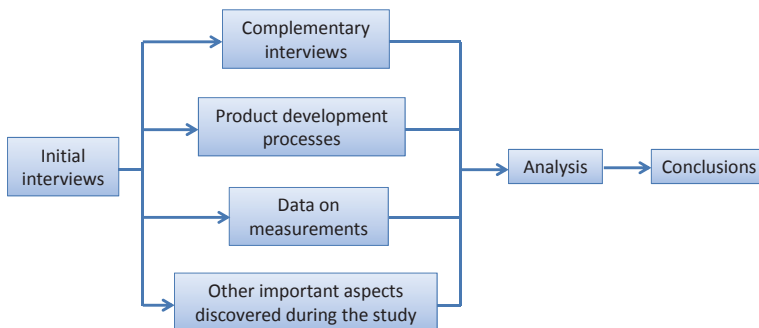 Complementary
interviews
Product development
processes
Initial
interviews
Analysis
Conclusions
Data on
measurements
Other important aspects
discovered during the study